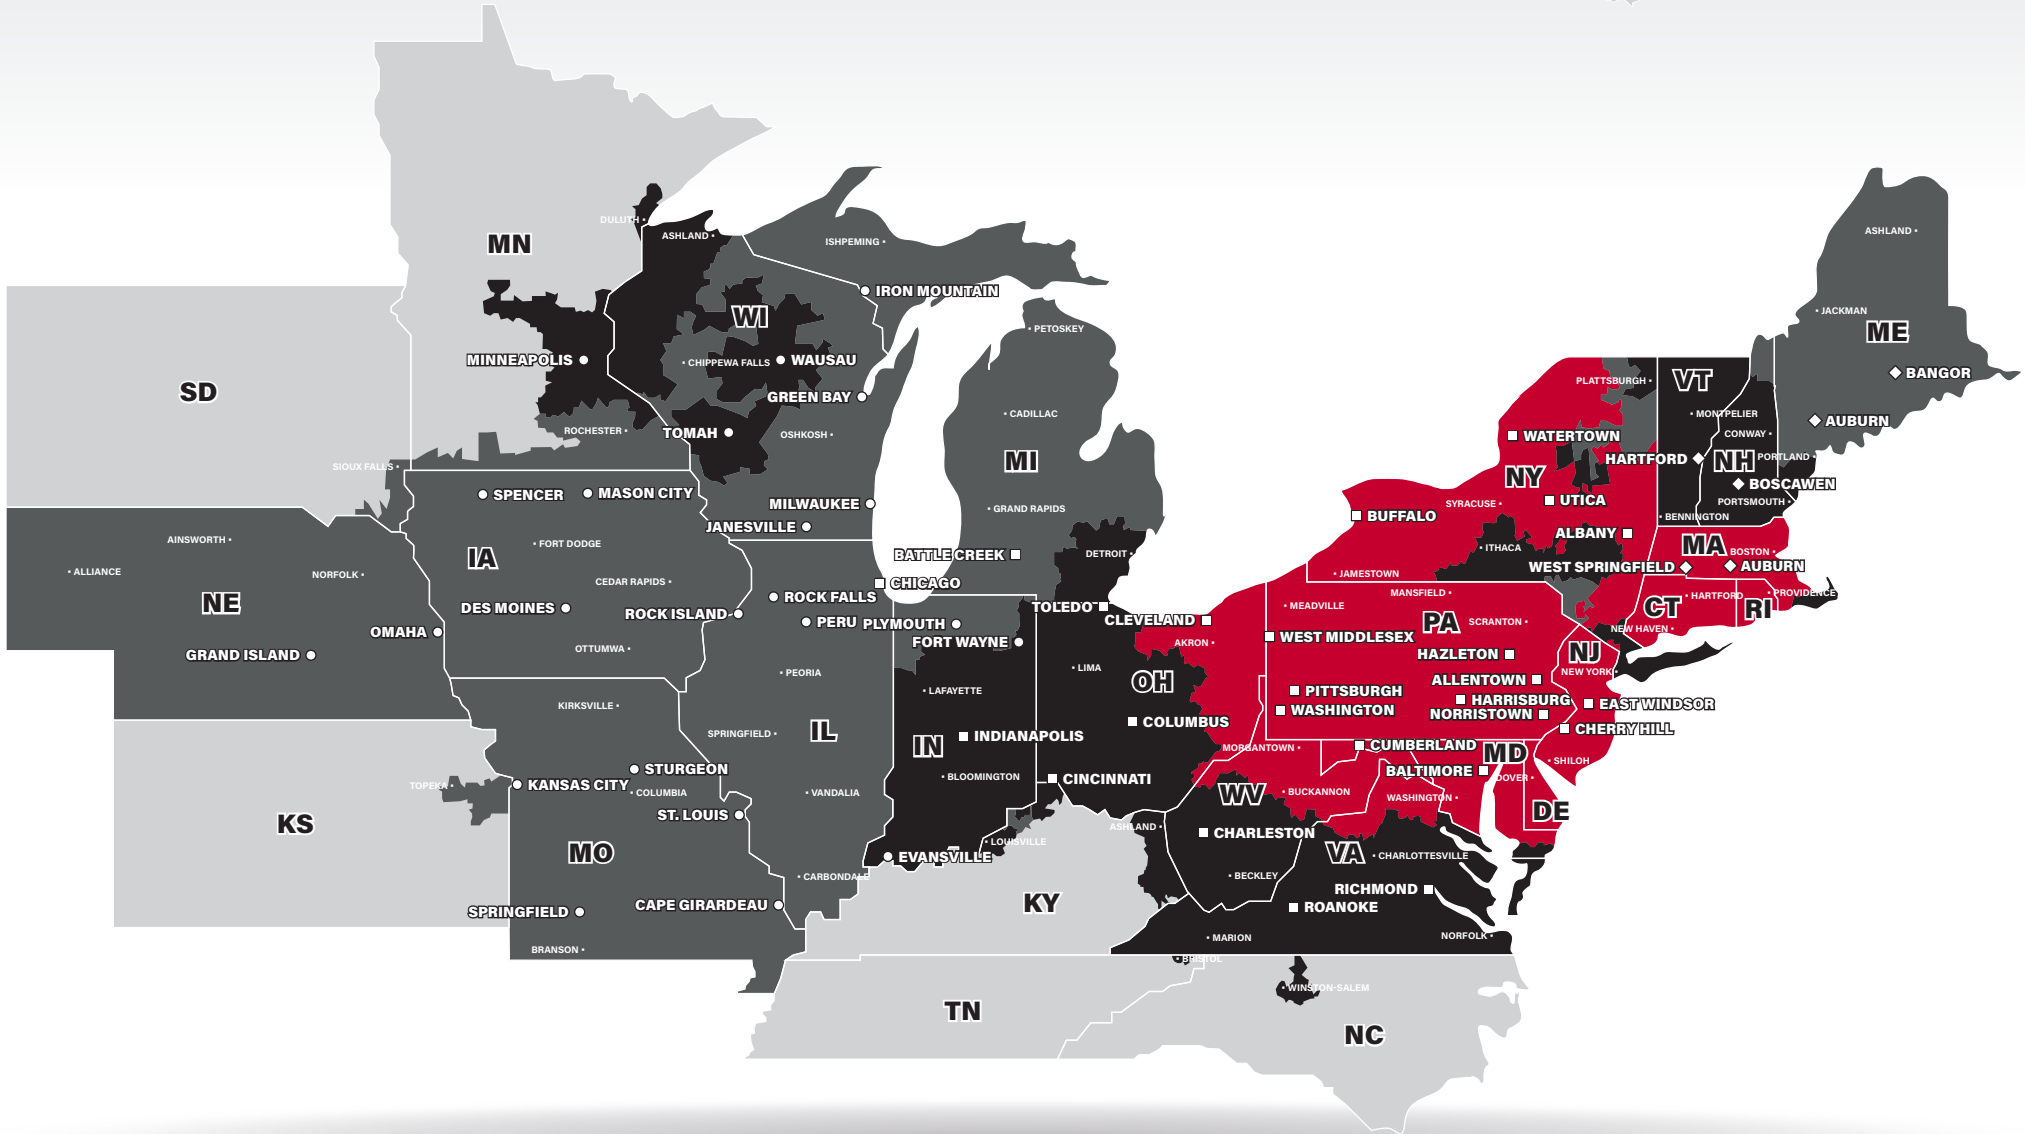 DULUTH
ASHLAND
ISHPEMING
ASHLAND
MN
IRON MOUNTAIN
JACKMAN
WI
PETOSKEY
ME
MINNEAPOLIS
CHIPPEWA FALLS
WAUSAU
BANGOR
PLATTSBURGH
VT
SD
GREEN BAY
CADILLAC
MONTPELIER
AUBURN
ROCHESTER
TOMAH
OSHKOSH
WATERTOWN
CONWAY
SIOUX FALLS
MI
HARTFORD
NH
PORTLAND
NY
BOSCAWEN
SPENCER
MASON CITY
MILWAUKEE
GRAND RAPIDS
SYRACUSE
UTICA
PORTSMOUTH
JANESVILLE
BUFFALO
BENNINGTON
AINSWORTH
FORT DODGE
ALBANY
IA
BATTLE CREEK
DETROIT
ITHACA
MA
BOSTON
ALLIANCE
NORFOLK
CEDAR RAPIDS
CHICAGO
JAMESTOWN
WEST SPRINGFIELD
AUBURN
NE
DES MOINES
ROCK ISLAND
ROCK FALLS
TOLEDO
MEADVILLE
MANSFIELD
CT
HARTFORD
RI
PROVIDENCE
OMAHA
PERU
PLYMOUTH
CLEVELAND
PA
SCRANTON
NEW HAVEN
GRAND ISLAND
OTTUMWA
FORT WAYNE
AKRON
WEST MIDDLESEX
HAZLETON
NJ
PEORIA
LIMA
OH
ALLENTOWN
NEW YORK
KIRKSVILLE
LAFAYETTE
PITTSBURGH
HARRISBURG
EAST WINDSOR
WASHINGTON
NORRISTOWN
SPRINGFIELD
IL
IN
INDIANAPOLIS
COLUMBUS
CHERRY HILL
MORGANTOWN
CUMBERLAND
MD
TOPEKA
KANSAS CITY
STURGEON
BLOOMINGTON
CINCINNATI
BALTIMORE
DOVER
SHILOH
COLUMBIA
VANDALIA
WV
BUCKANNON
WASHINGTON
DE
KS
ST. LOUIS
ASHLAND
CHARLESTON
MO
LOUISVILLE
VA
CHARLOTTESVILLE
EVANSVILLE
CARBONDALE
BECKLEY
RICHMOND
SPRINGFIELD
CAPE GIRARDEAU
KY
ROANOKE
BRANSON
MARION
NORFOLK
BRISTOL
TN
WINSTON-SALEM
NC